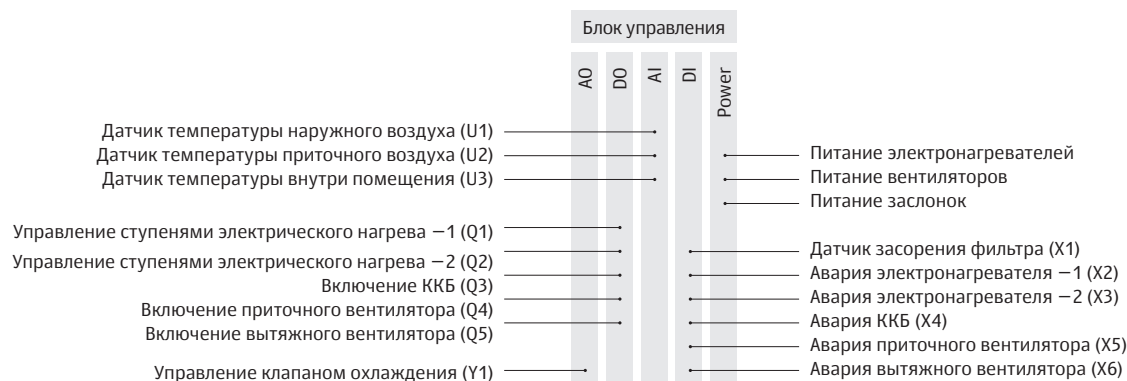 Блок управления
AO
DO
AI
DI
Power
Датчик температуры наружного воздуха (U1)
Датчик температуры приточного воздуха (U2)
Датчик температуры внутри помещения (U3)
Управление ступенями электрического нагрева −1 (Q1)
Управление ступенями электрического нагрева −2 (Q2)
Включение ККБ (Q3)
Включение приточного вентилятора (Q4)
Включение вытяжного вентилятора (Q5)
Управление клапаном охлаждения (Y1)
Питание электронагревателей
Питание вентиляторов
Питание заслонок
Датчик засорения фильтра (X1)
Авария электронагревателя −1 (X2)
Авария электронагревателя −2 (X3)
Авария ККБ (X4)
Авария приточного вентилятора (X5)
Авария вытяжного вентилятора (X6)